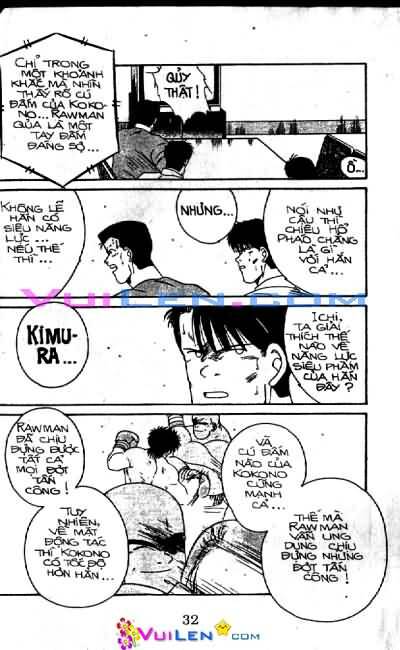 CHỈ TRONG
MỘT KHOẢNH
KHẮC MÀ NHÌN
THẤY RÕ CÚ
ĐẤM CỦA KOKO-
NO... RAWMAN
QỦA LÀ MỘT
TAY ĐẤM
ĐÁNG SỢ...
QỦY
THẬT!
Ồ...
KHÔNG LẼ
HẮN CÓ
SIÊU NĂNG
LỰC...
NẾU THẾ
THÌ...
NHƯNG...
NÓI NHƯ
CẬU THÌ
CHIÊU HỔ
PHÁO CHẲNG
LÀ GÌ
VỚI HẮN
CẢ...
KIMU-
RA...
ICHI,
TA GIẢI
THÍCH THẾ
NÀO VỀ
NĂNG LỰC
SIÊU PHÀM
CỦA HẮN
ĐÂY?
RAWMAN
ĐÃ CHỊU
ĐỰNG ĐƯỢC
TẤT CẢ
MỌI ĐỢT
TẤN
CÔNG!
VÀ
CÚ ĐẤM
NÀO CỦA
KOKONO
CŨNG
MẠNH
CẢ...
TUY
NHIÊN,
VỀ MẶT
ĐỘNG TÁC
THÌ KOKONO
CÓ TỐC ĐỘ
HƠN HẲN...
THẾ MÀ
RAWMAN
VẪN UNG
DUNG CHỊU
ĐỰNG NHỮNG
ĐỢT TẤN
CÔNG!
VUILEN.COM
32
VUILEN.COM